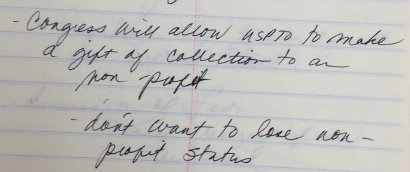 - Congress will allow USPTO to make
a gift of collection to an
non profit
- don't want to lose non-
profit status